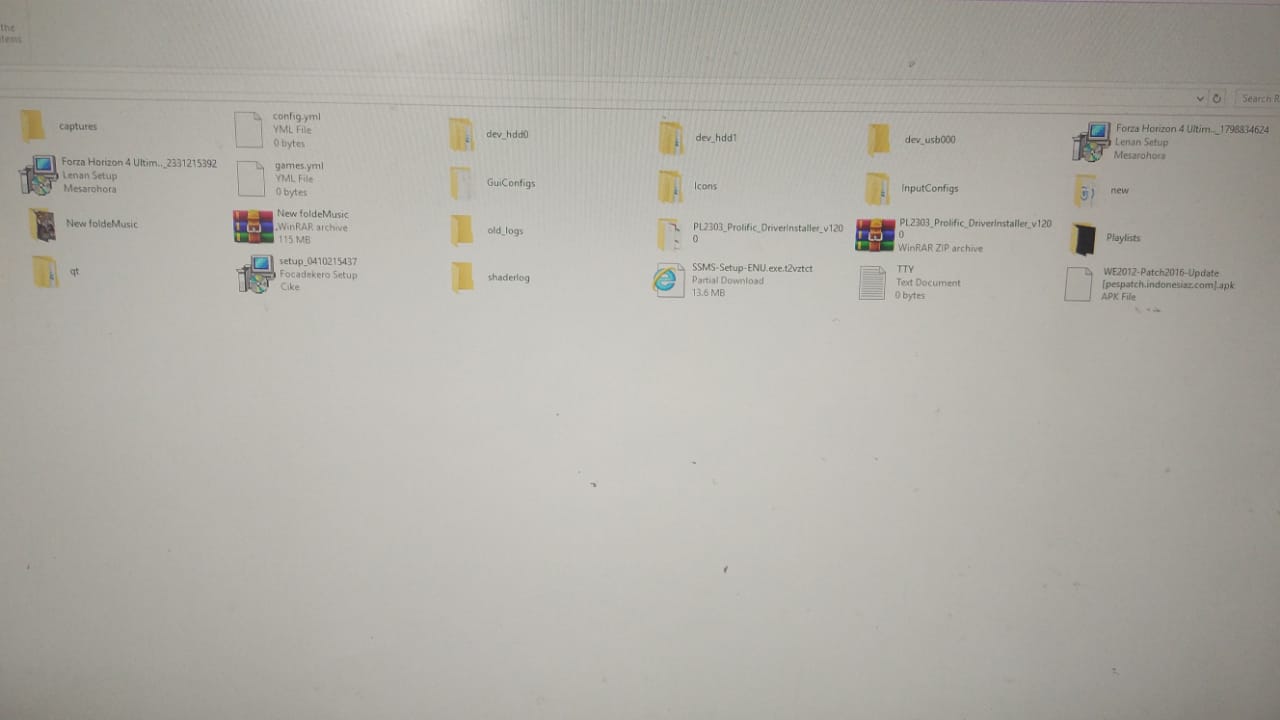 the
items
Search R
captures
config.yml
YML File
0 bytes
dev_hdd0
dev_hdd1
dev_usb000
Forza Horizon 4 Ultim..._1798834624
Lenan Setup
Mesarohora
Forza Horizon 4 Ultim..._2331215392
Lenan Setup
Mesarohora
games.yml
YML File
0 bytes
GuiConfigs
Icons
InputConfigs
new
New foldeMusic
New foldeMusic
WinRAR archive
115 MB
old_logs
PL2303_Prolific_DriverInstaller_v120
0
PL2303_Prolific_DriverInstaller_v120
0
WinRAR ZIP archive
Playlists
qt
setup_0410215437
Focadekero Setup
Cike
shaderlog
SSMS-Setup-ENU.exe.t2vztct
Partial Download
13.6 MB
TTY
Text Document
0 bytes
WE2012-Patch2016-Update
[pespatch.indonesiaz.com].apk
APK File